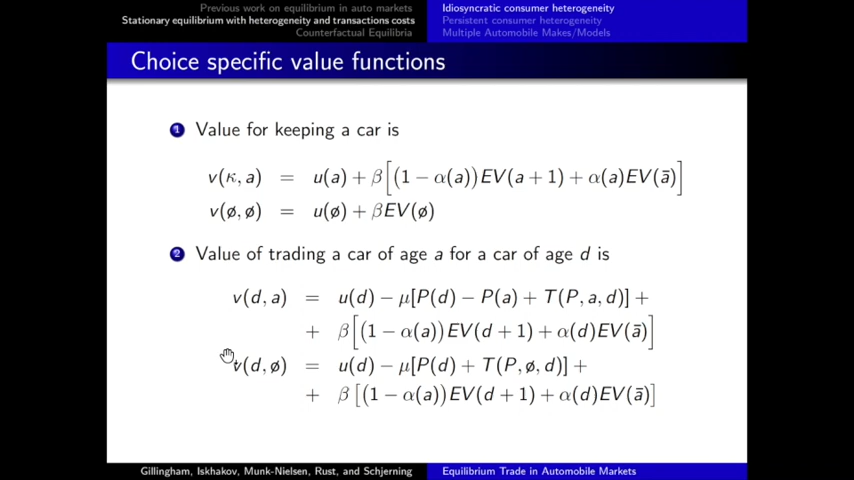 Previous work on equilibrium in auto markets
Stationary equilibrium with heterogeneity and transactions costs
Counterfactual Equilibria
Idiosyncratic consumer heterogeneity
Persistent consumer heterogeneity
Multiple Automobile Makes/Models
Choice specific value functions
1 Value for keeping a car is
v(κ, a) = u(a) + β[(1 − α(a))EV(a + 1) + α(a)EV(ā)]
v(ø, ø) = u(ø) + βEV(ø)
2 Value of trading a car of age a for a car of age d is
v(d, a) = u(d) − μ[P(d) − P(a) + T(P, a, d)] +
+ β[(1 − α(a))EV(d + 1) + α(d)EV(ā)]
v(d, ø) = u(d) − μ[P(d) + T(P, ø, d)] +
+ β [(1 − α(a))EV(d + 1) + α(d)EV(ā)]
Gillingham, Iskhakov, Munk-Nielsen, Rust, and Schjerning
Equilibrium Trade in Automobile Markets